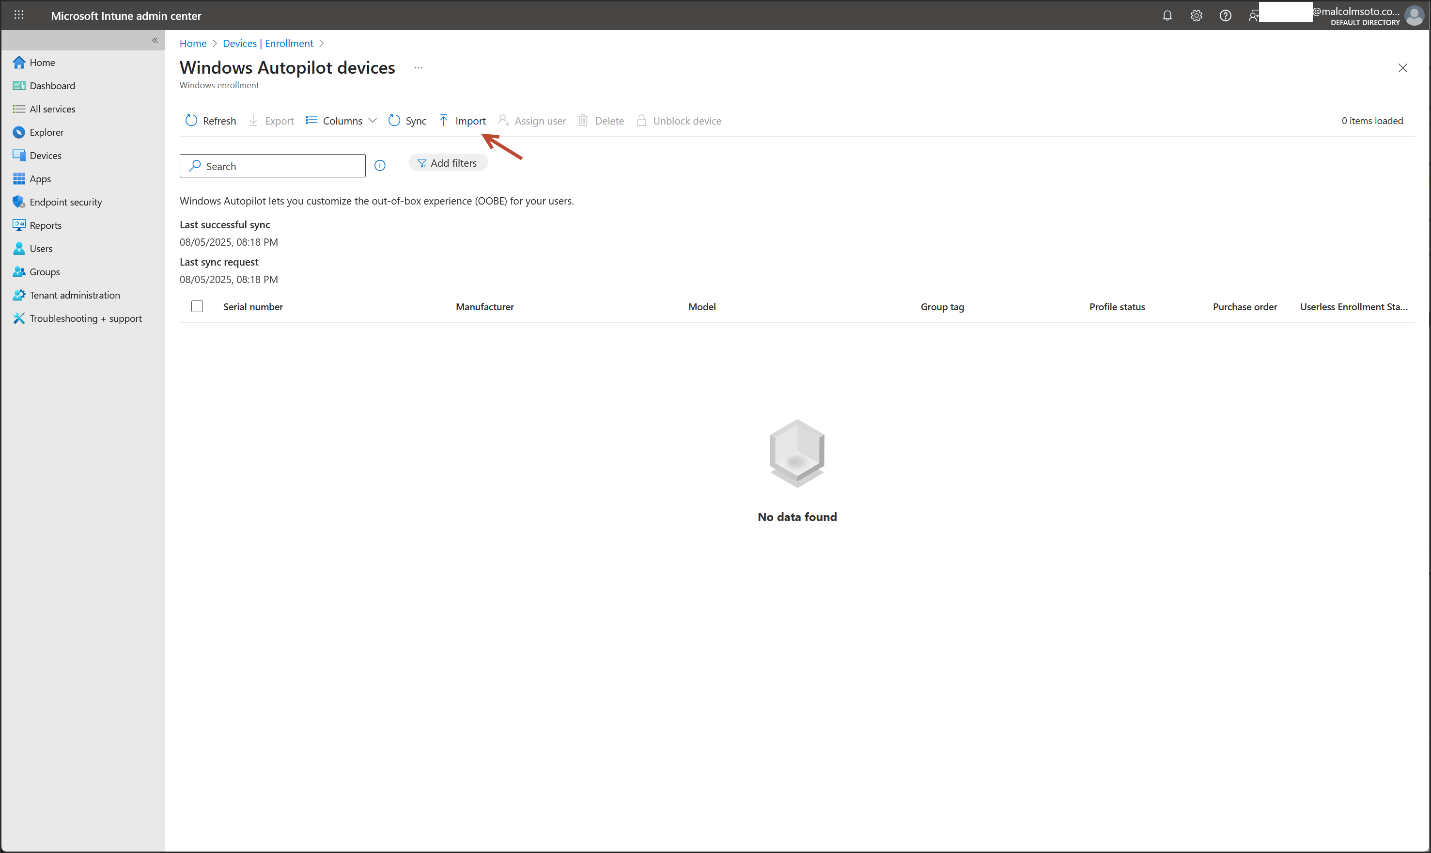 Microsoft Intune admin center
@malcolmsoto.co...
DEFAULT DIRECTORY
«
Home
Dashboard
All services
Explorer
Devices
Apps
Endpoint security
Reports
Users
Groups
Tenant administration
Troubleshooting + support
Home > Devices | Enrollment >
Windows Autopilot devices ...
Windows enrollment
Refresh Export Columns Sync Import Assign user Delete Unblock device 0 items loaded
Search
Add filters
Windows Autopilot lets you customize the out-of-box experience (OOBE) for your users.
Last successful sync
08/05/2025, 08:18 PM
Last sync request
08/05/2025, 08:18 PM
Serial number Manufacturer Model Group tag Profile status Purchase order Userless Enrollment Sta...
No data found